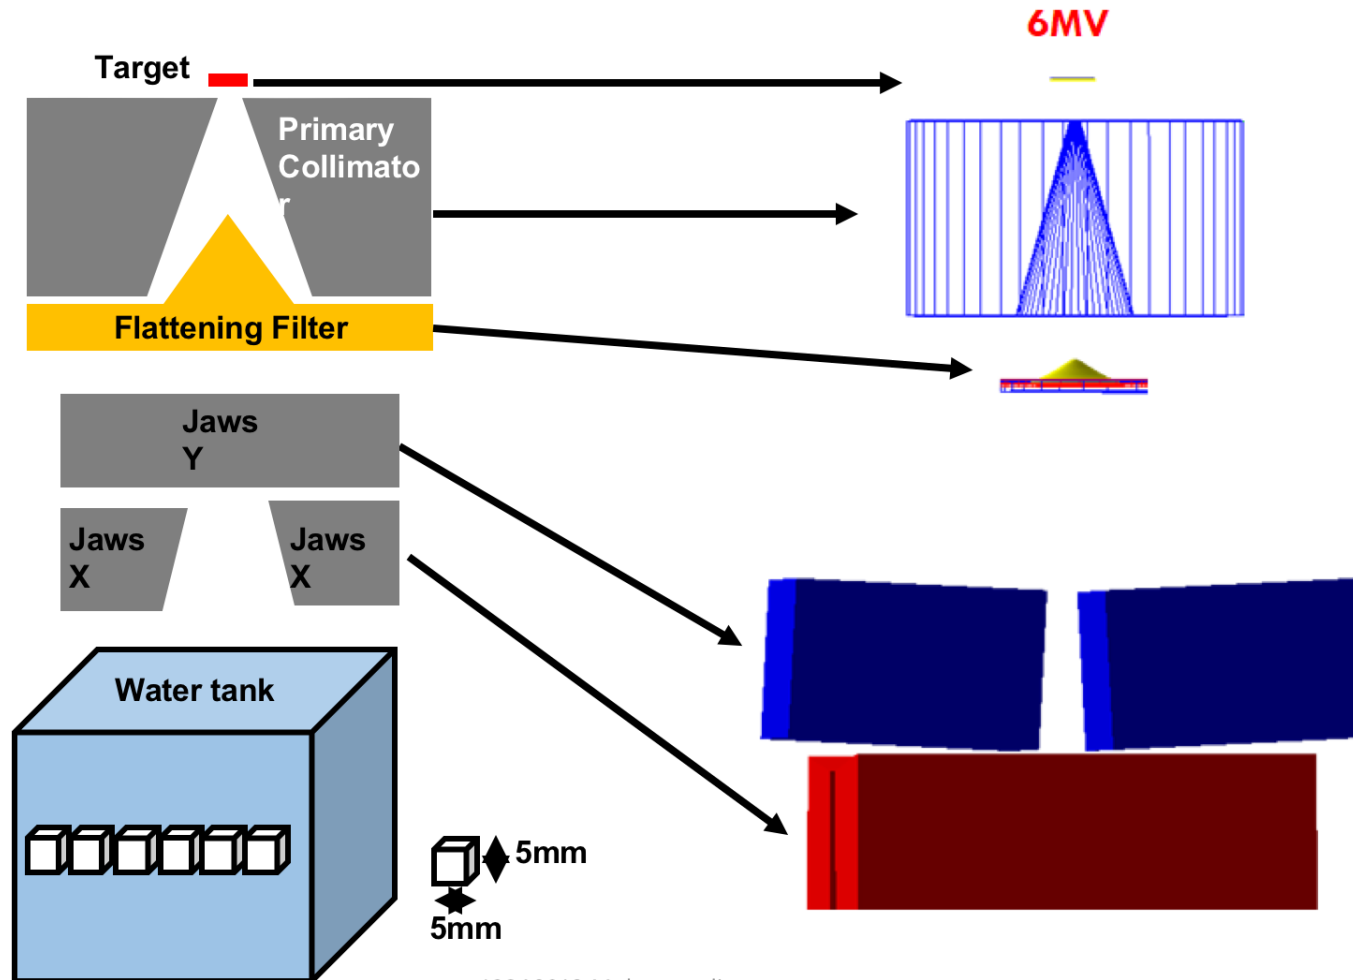 6MV
Target
Primary
Collimato
r
Flattening Filter
Jaws
Y
Jaws
X
Jaws
X
Water tank
5mm
5mm